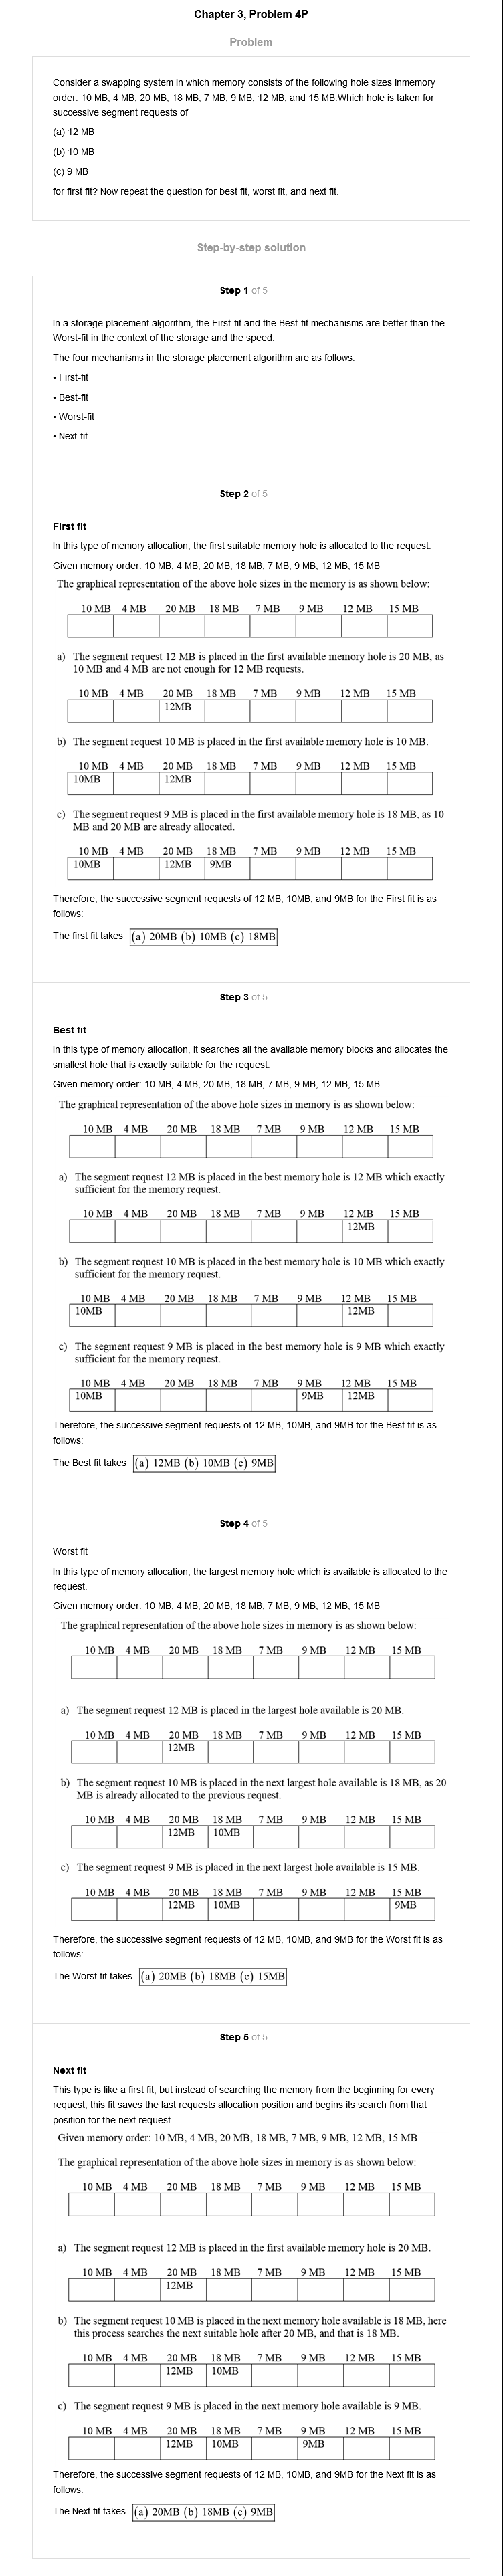 Chapter 3, Problem 4P
Problem
Consider a swapping system in which memory consists of the following hole sizes inmemory
order: 10 MB, 4 MB, 20 MB, 18 MB, 7 MB, 9 MB, 12 MB, and 15 MB.Which hole is taken for
successive segment requests of
(a) 12 MB
(b) 10 MB
(c) 9 MB
for first fit? Now repeat the question for best fit, worst fit, and next fit.
Step-by-step solution
Step 1 of 5
In a storage placement algorithm, the First-fit and the Best-fit mechanisms are better than the
Worst-fit in the context of the storage and the speed.
The four mechanisms in the storage placement algorithm are as follows:
• First-fit
• Best-fit
• Worst-fit
• Next-fit
Step 2 of 5
First fit
In this type of memory allocation, the first suitable memory hole is allocated to the request.
Given memory order: 10 MB, 4 MB, 20 MB, 18 MB, 7 MB, 9 MB, 12 MB, 15 MB
The graphical representation of the above hole sizes in the memory is as shown below:
10 MB 4 MB 20 MB 18 MB 7 MB 9 MB 12 MB 15 MB
a) The segment request 12 MB is placed in the first available memory hole is 20 MB, as
10 MB and 4 MB are not enough for 12 MB requests.
10 MB 4 MB 20 MB 18 MB 7 MB 9 MB 12 MB 15 MB
12MB
b) The segment request 10 MB is placed in the first available memory hole is 10 MB.
10 MB 4 MB 20 MB 18 MB 7 MB 9 MB 12 MB 15 MB
10MB 12MB
c) The segment request 9 MB is placed in the first available memory hole is 18 MB, as 10
MB and 20 MB are already allocated.
10 MB 4 MB 20 MB 18 MB 7 MB 9 MB 12 MB 15 MB
10MB 12MB 9MB
Therefore, the successive segment requests of 12 MB, 10MB, and 9MB for the First fit is as
follows:
The first fit takes (a) 20MB (b) 10MB (c) 18MB
Step 3 of 5
Best fit
In this type of memory allocation, it searches all the available memory blocks and allocates the
smallest hole that is exactly suitable for the request.
Given memory order: 10 MB, 4 MB, 20 MB, 18 MB, 7 MB, 9 MB, 12 MB, 15 MB
The graphical representation of the above hole sizes in memory is as shown below:
10 MB 4 MB 20 MB 18 MB 7 MB 9 MB 12 MB 15 MB
a) The segment request 12 MB is placed in the best memory hole is 12 MB which exactly
sufficient for the memory request.
10 MB 4 MB 20 MB 18 MB 7 MB 9 MB 12 MB 15 MB
12MB
b) The segment request 10 MB is placed in the best memory hole is 10 MB which exactly
sufficient for the memory request.
10 MB 4 MB 20 MB 18 MB 7 MB 9 MB 12 MB 15 MB
10MB 12MB
c) The segment request 9 MB is placed in the best memory hole is 9 MB which exactly
sufficient for the memory request.
10 MB 4 MB 20 MB 18 MB 7 MB 9 MB 12 MB 15 MB
10MB 9MB 12MB
Therefore, the successive segment requests of 12 MB, 10MB, and 9MB for the Best fit is as
follows:
The Best fit takes (a) 12MB (b) 10MB (c) 9MB
Step 4 of 5
Worst fit
In this type of memory allocation, the largest memory hole which is available is allocated to the
request.
Given memory order: 10 MB, 4 MB, 20 MB, 18 MB, 7 MB, 9 MB, 12 MB, 15 MB
The graphical representation of the above hole sizes in memory is as shown below:
10 MB 4 MB 20 MB 18 MB 7 MB 9 MB 12 MB 15 MB
a) The segment request 12 MB is placed in the largest hole available is 20 MB.
10 MB 4 MB 20 MB 18 MB 7 MB 9 MB 12 MB 15 MB
12MB
b) The segment request 10 MB is placed in the next largest hole available is 18 MB, as 20
MB is already allocated to the previous request.
10 MB 4 MB 20 MB 18 MB 7 MB 9 MB 12 MB 15 MB
12MB 10MB
c) The segment request 9 MB is placed in the next largest hole available is 15 MB.
10 MB 4 MB 20 MB 18 MB 7 MB 9 MB 12 MB 15 MB
12MB 10MB 9MB
Therefore, the successive segment requests of 12 MB, 10MB, and 9MB for the Worst fit is as
follows:
The Worst fit takes (a) 20MB (b) 18MB (c) 15MB
Step 5 of 5
Next fit
This type is like a first fit, but instead of searching the memory from the beginning for every
request, this fit saves the last requests allocation position and begins its search from that
position for the next request.
Given memory order: 10 MB, 4 MB, 20 MB, 18 MB, 7 MB, 9 MB, 12 MB, 15 MB
The graphical representation of the above hole sizes in memory is as shown below:
10 MB 4 MB 20 MB 18 MB 7 MB 9 MB 12 MB 15 MB
a) The segment request 12 MB is placed in the first available memory hole is 20 MB.
10 MB 4 MB 20 MB 18 MB 7 MB 9 MB 12 MB 15 MB
12MB
b) The segment request 10 MB is placed in the next memory hole available is 18 MB, here
this process searches the next suitable hole after 20 MB, and that is 18 MB.
10 MB 4 MB 20 MB 18 MB 7 MB 9 MB 12 MB 15 MB
12MB 10MB
c) The segment request 9 MB is placed in the next memory hole available is 9 MB.
10 MB 4 MB 20 MB 18 MB 7 MB 9 MB 12 MB 15 MB
12MB 10MB 9MB
Therefore, the successive segment requests of 12 MB, 10MB, and 9MB for the Next fit is as
follows:
The Next fit takes (a) 20MB (b) 18MB (c) 9MB